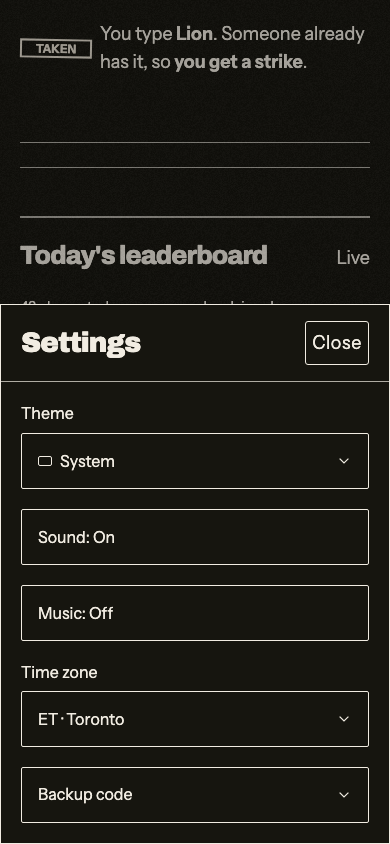 TAKEN
You type Lion. Someone already
has it, so you get a strike.
Today's leaderboard
Live
Settings
Close
Theme
System
Sound: On
Music: Off
Time zone
ET · Toronto
Backup code